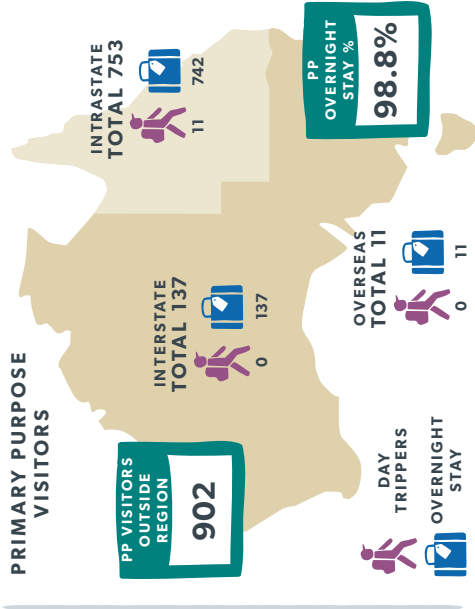 PRIMARY PURPOSE
VISITORS
PP VISITORS
OUTSIDE
REGION
902
INTERSTATE
TOTAL 137
0
137
INTRASTATE
TOTAL 753
11
742
PP
OVERNIGHT
STAY %
98.8%
OVERSEAS
TOTAL 11
0
11
DAY
TRIPPERS
OVERNIGHT
STAY